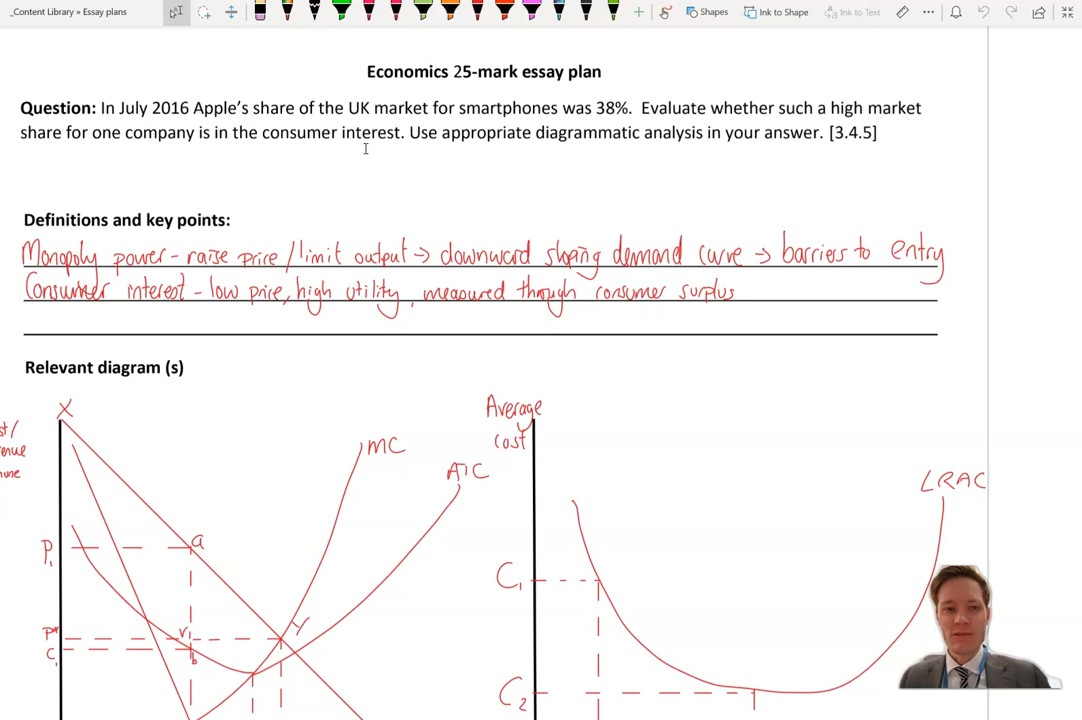 _Content Library » Essay plans
Shapes
Ink to Shape
Ink to Text
Economics 25-mark essay plan
Question: In July 2016 Apple's share of the UK market for smartphones was 38%. Evaluate whether such a high market
share for one company is in the consumer interest. Use appropriate diagrammatic analysis in your answer. [3.4.5]
Definitions and key points:
Monopoly power - raise price / limit output → downward sloping demand curve → barriers to entry
Consumer interest - low price, high utility, measured through consumer surplus
Relevant diagram (s)
X
MC
ATC
P1
a
P*
V
Y
C1
b
Average
cost
LRAC
C1
C2